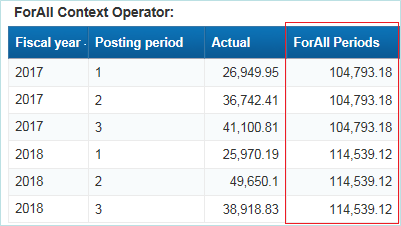 ForAll Context Operator:
Fiscal year Posting period Actual ForAll Periods
2017 1 26,949.95 104,793.18
2017 2 36,742.41 104,793.18
2017 3 41,100.81 104,793.18
2018 1 25,970.19 114,539.12
2018 2 49,650.1 114,539.12
2018 3 38,918.83 114,539.12